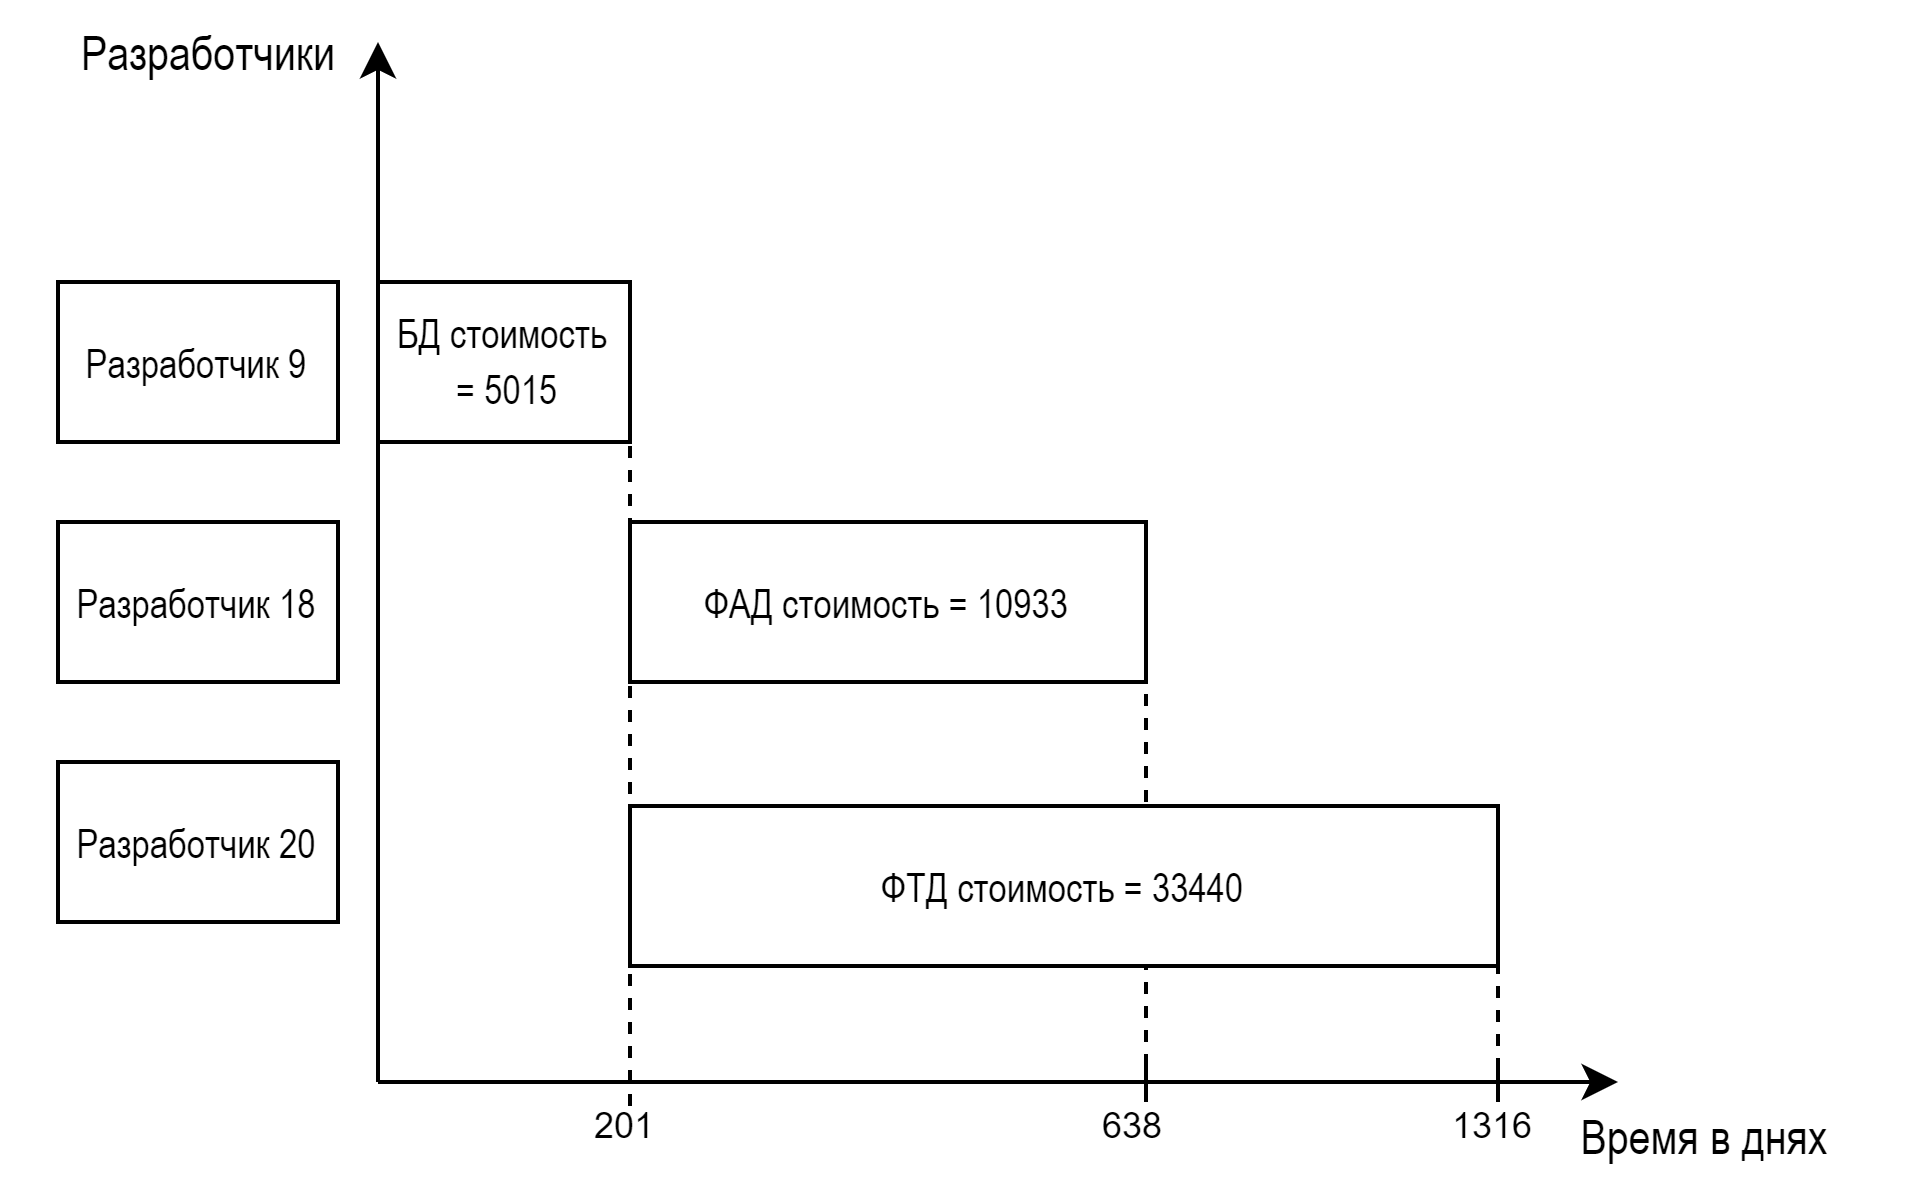 Разработчики
Разработчик 9
БД стоимость
= 5015
Разработчик 18
ФАД стоимость = 10933
Разработчик 20
ФТД стоимость = 33440
201
638
1316
Время в днях